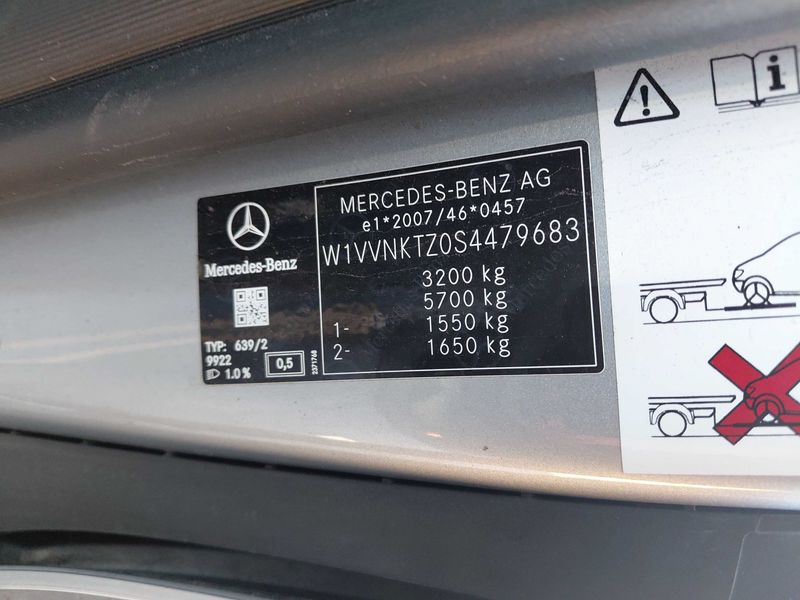 MERCEDES-BENZ AG
e1*2007/46*0457
W1VVNKTZ0S4479683
3200 kg
5700 kg
1- 1550 kg
2- 1650 kg
Mercedes-Benz
TYP: 639/2
9922
1.0 %
0,5
2371768
i